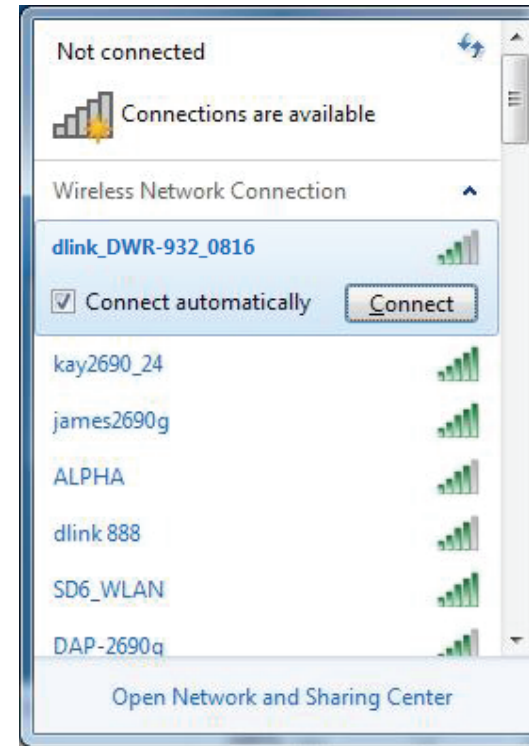 Not connected
Connections are available
Wireless Network Connection
dlink_DWR-932_0816
Connect automatically Connect
kay2690_24
james2690g
ALPHA
dlink 888
SD6_WLAN
DAP-2690g
Open Network and Sharing Center